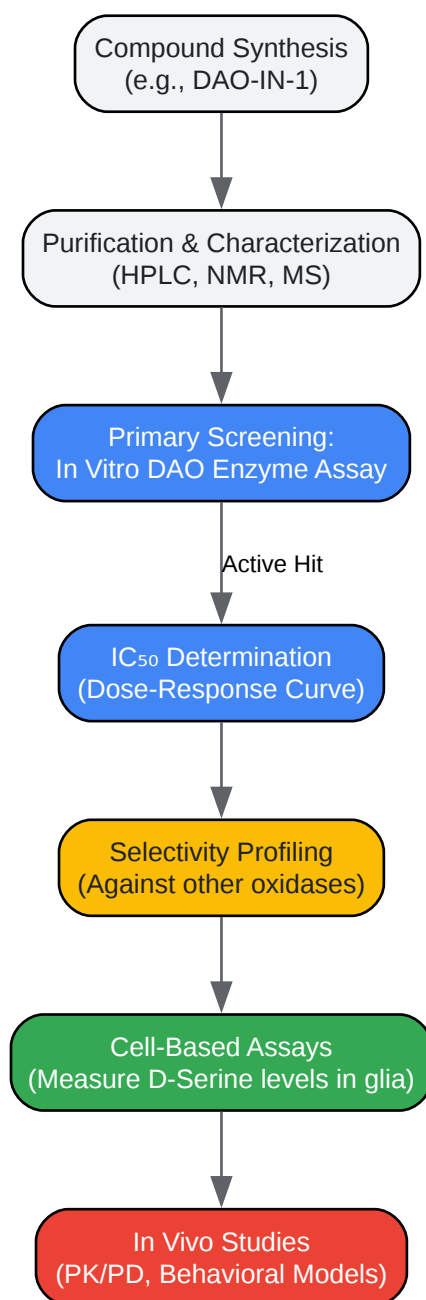 Compound Synthesis
(e.g., DAO-IN-1)
Purification & Characterization
(HPLC, NMR, MS)
Primary Screening:
In Vitro DAO Enzyme Assay
Active Hit
IC₅₀ Determination
(Dose-Response Curve)
Selectivity Profiling
(Against other oxidases)
Cell-Based Assays
(Measure D-Serine levels in glia)
In Vivo Studies
(PK/PD, Behavioral Models)